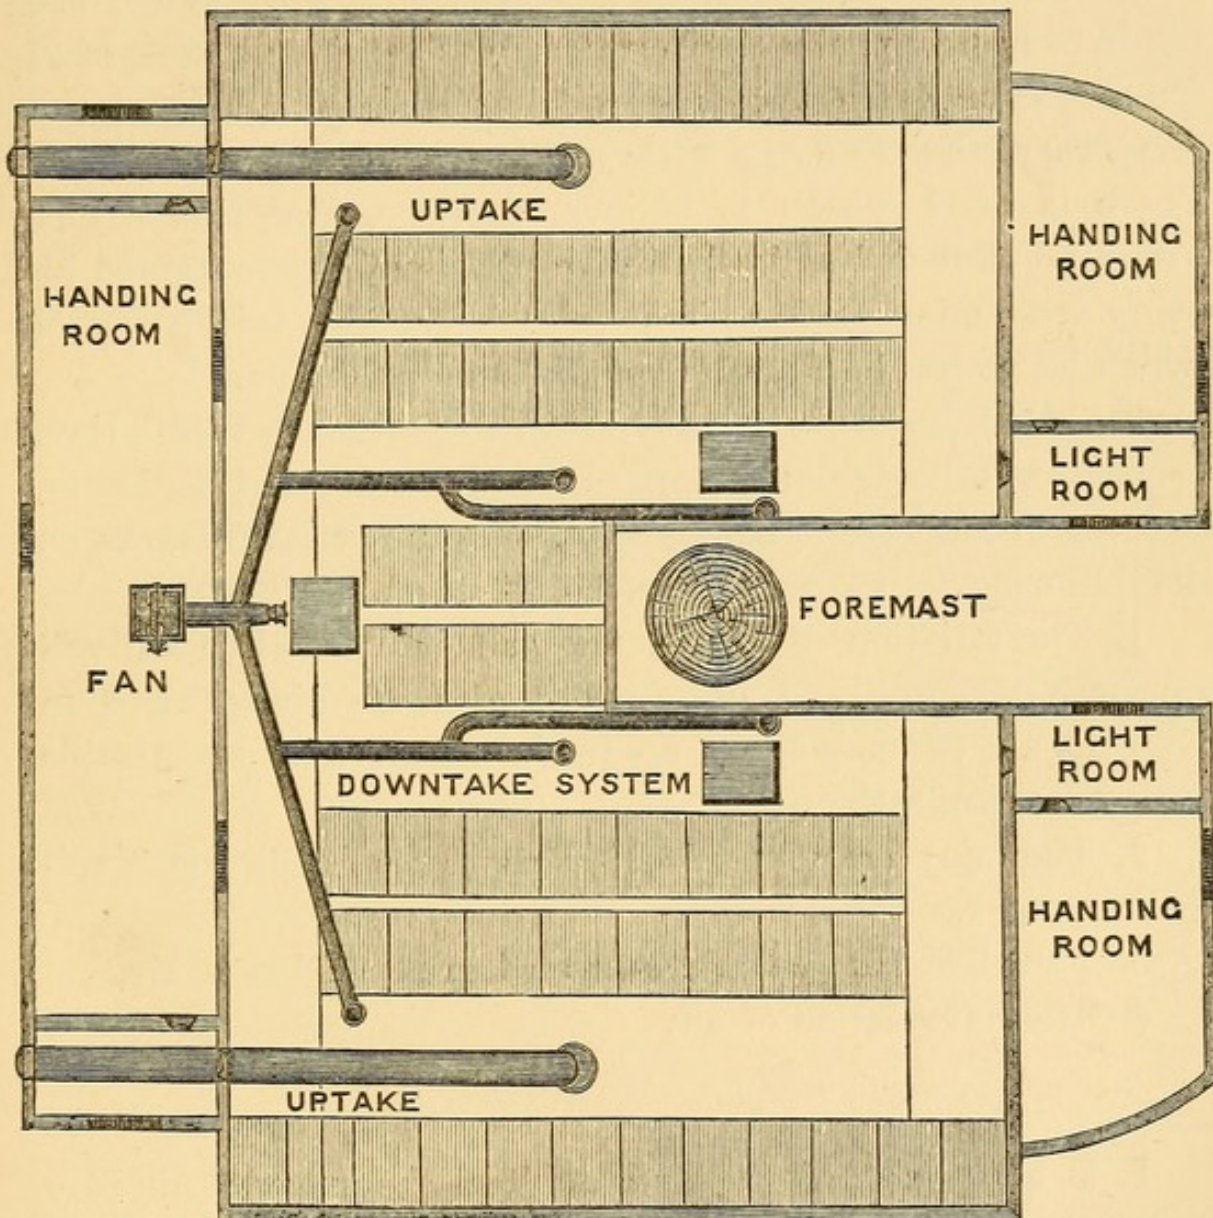 UPTAKE
HANDING
ROOM
HANDING
ROOM
LIGHT
ROOM
FOREMAST
FAN
DOWNTAKE SYSTEM
LIGHT
ROOM
HANDING
ROOM
UPTAKE